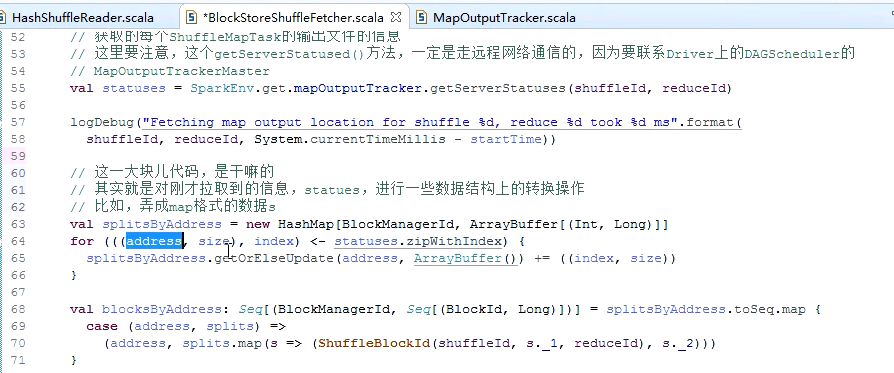 HashShuffleReader.scala *BlockStoreShuffleFetcher.scala MapOutputTracker.scala
52 // 获取的每个ShuffleMapTask的输出文件的信息
53 // 这里要注意，这个getServerStatused()方法，一定是走远程网络通信的，因为要联系Driver上的DAGScheduler的
54 // MapOutputTrackerMaster
55 val statuses = SparkEnv.get.mapOutputTracker.getServerStatuses(shuffleId, reduceId)
56
57 logDebug("Fetching map output location for shuffle %d, reduce %d took %d ms".format(
58 shuffleId, reduceId, System.currentTimeMillis - startTime))
59
60 // 这一大块儿代码，是干嘛的
61 // 其实就是对刚才拉取到的信息，statues，进行一些数据结构上的转换操作
62 // 比如，弄成map格式的数据s
63 val splitsByAddress = new HashMap[BlockManagerId, ArrayBuffer[(Int, Long)]]
64 for (((address, size), index) <- statuses.zipWithIndex) {
65 splitsByAddress.getOrElseUpdate(address, ArrayBuffer()) += ((index, size))
66 }
67
68 val blocksByAddress: Seq[(BlockManagerId, Seq[(BlockId, Long)])] = splitsByAddress.toSeq.map {
69 case (address, splits) =>
70 (address, splits.map(s => (ShuffleBlockId(shuffleId, s._1, reduceId), s._2)))
71 }